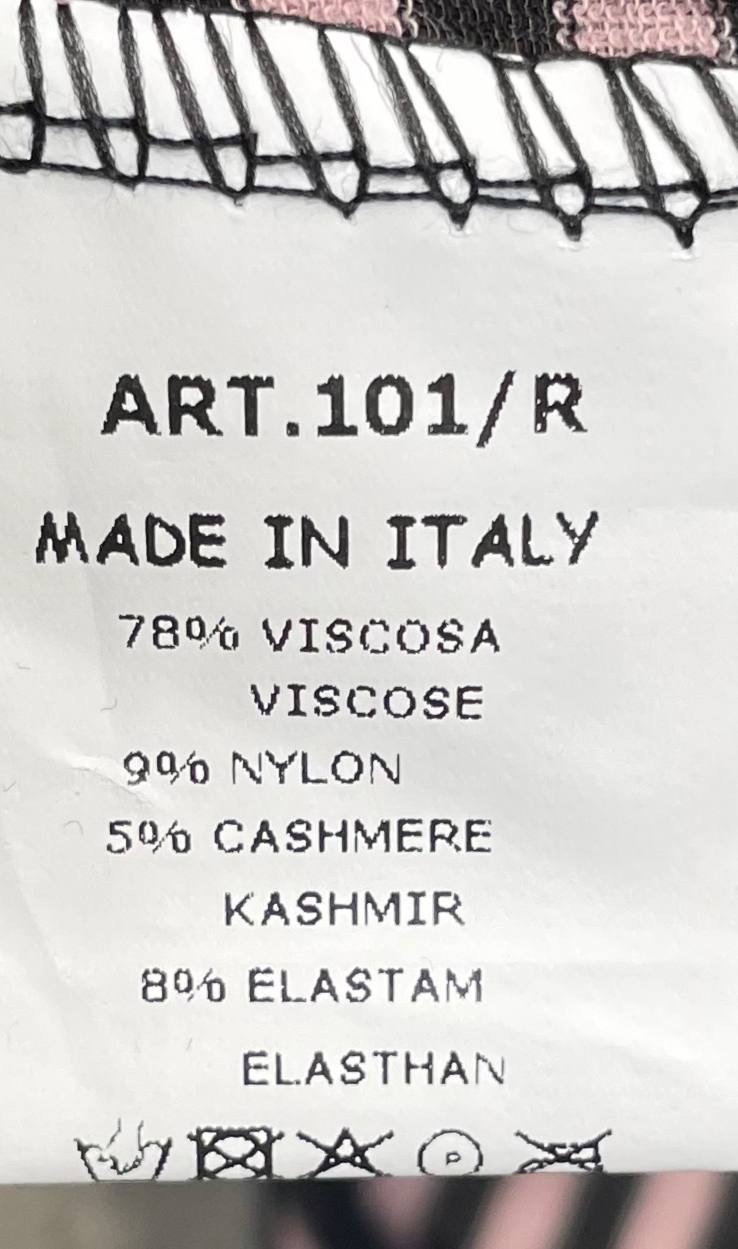 ART.101/R
MADE IN ITALY
78% VISCOSA
VISCOSE
9% NYLON
5% CASHMERE
KASHMIR
8% ELASTAM
ELASTHAN
P